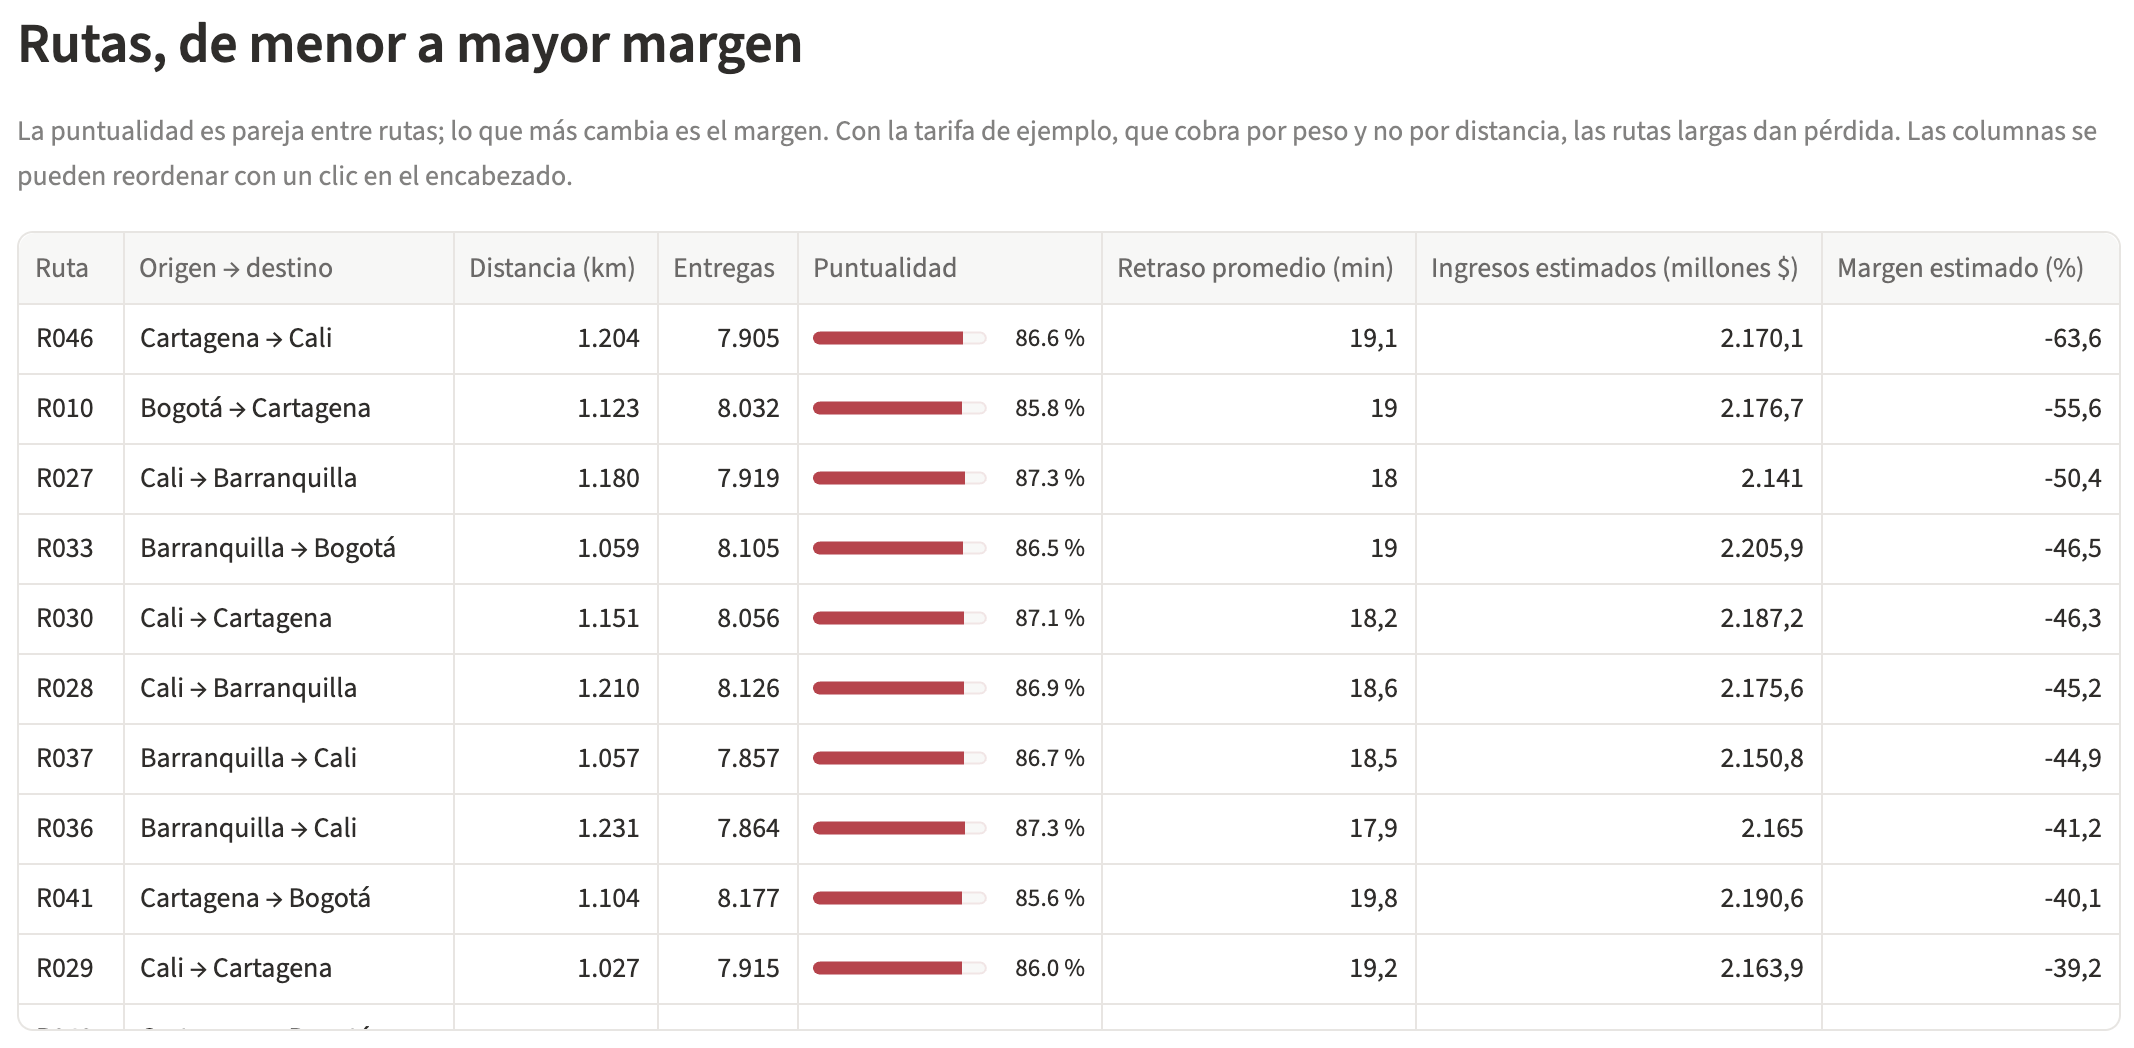 Rutas, de menor a mayor margen
La puntualidad es pareja entre rutas; lo que más cambia es el margen. Con la tarifa de ejemplo, que cobra por peso y no por distancia, las rutas largas dan pérdida. Las columnas se
pueden reordenar con un clic en el encabezado.
Ruta Origen → destino Distancia (km) Entregas Puntualidad Retraso promedio (min) Ingresos estimados (millones $) Margen estimado (%)
R046 Cartagena → Cali 1.204 7.905 86.6 % 19,1 2.170,1 -63,6
R010 Bogotá → Cartagena 1.123 8.032 85.8 % 19 2.176,7 -55,6
R027 Cali → Barranquilla 1.180 7.919 87.3 % 18 2.141 -50,4
R033 Barranquilla → Bogotá 1.059 8.105 86.5 % 19 2.205,9 -46,5
R030 Cali → Cartagena 1.151 8.056 87.1 % 18,2 2.187,2 -46,3
R028 Cali → Barranquilla 1.210 8.126 86.9 % 18,6 2.175,6 -45,2
R037 Barranquilla → Cali 1.057 7.857 86.7 % 18,5 2.150,8 -44,9
R036 Barranquilla → Cali 1.231 7.864 87.3 % 17,9 2.165 -41,2
R041 Cartagena → Bogotá 1.104 8.177 85.6 % 19,8 2.190,6 -40,1
R029 Cali → Cartagena 1.027 7.915 86.0 % 19,2 2.163,9 -39,2